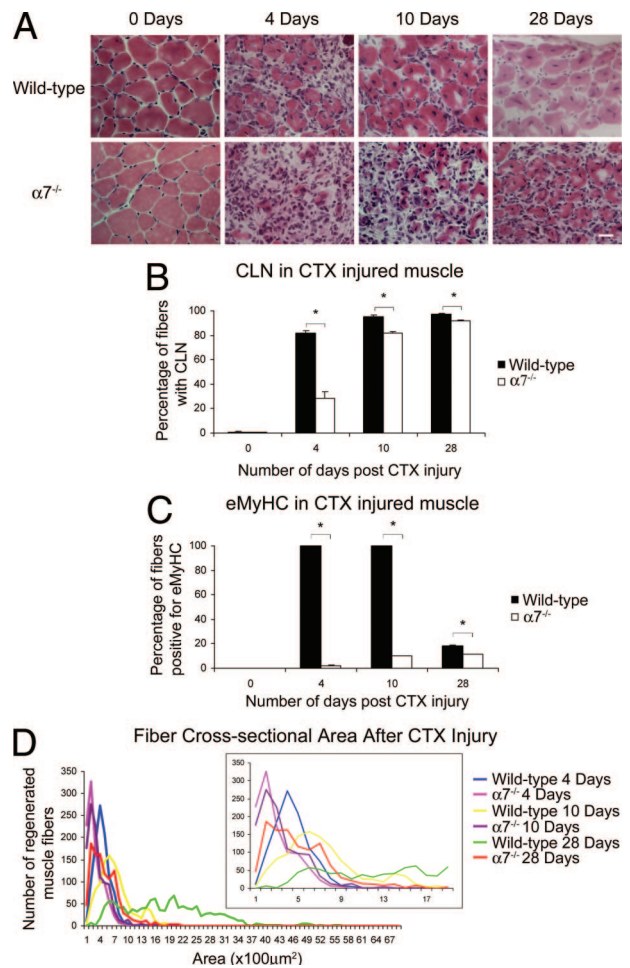 A
0 Days 4 Days 10 Days 28 Days
Wild-type
α7-/-
B
CLN in CTX injured muscle
Percentage of fibers
with CLN
100
80
60
40
20
0
* * *
Wild-type
α7-/-
0 4 10 28
Number of days post CTX injury
C
eMyHC in CTX injured muscle
Percentage of fibers
positive for eMyHC
100
80
60
40
20
0
* * *
Wild-type
α7-/-
0 4 10 28
Number of days post CTX injury
D
Fiber Cross-sectional Area After CTX Injury
Number of regenerated
muscle fibers
350
300
250
200
150
100
50
0
350
300
250
200
150
100
50
0
1 5 9 13 17
Wild-type 4 Days
α7-/- 4 Days
Wild-type 10 Days
α7-/- 10 Days
Wild-type 28 Days
α7-/- 28 Days
1 4 7 10 13 16 19 22 25 28 31 34 37 40 43 46 49 52 55 58 61 64 67
Area (x100μm²)